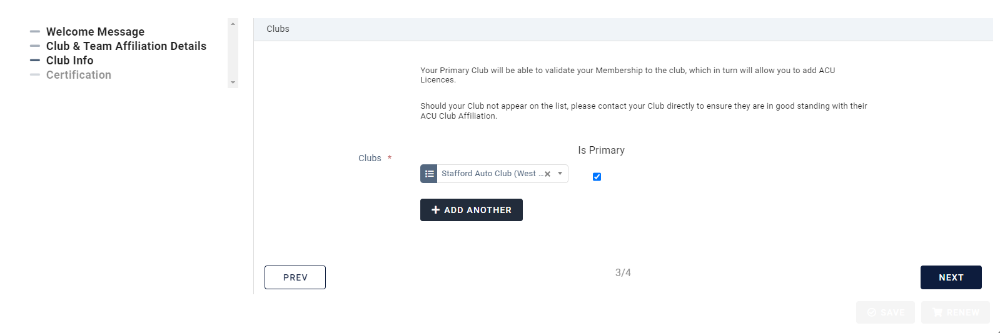 Welcome Message
Club & Team Affiliation Details
Club Info
Certification
Clubs
Your Primary Club will be able to validate your Membership to the club, which in turn will allow you to add ACU
Licences.
Should your Club not appear on the list, please contact your Club directly to ensure they are in good standing with their
ACU Club Affiliation.
Is Primary
Clubs *
Stafford Auto Club (West ...
ADD ANOTHER
PREV
3/4
NEXT
SAVE
RENEW